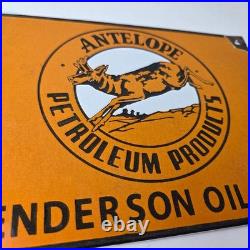 ANTELOPE
PETROLEUM PRODUCTS
ENDERSON OIL